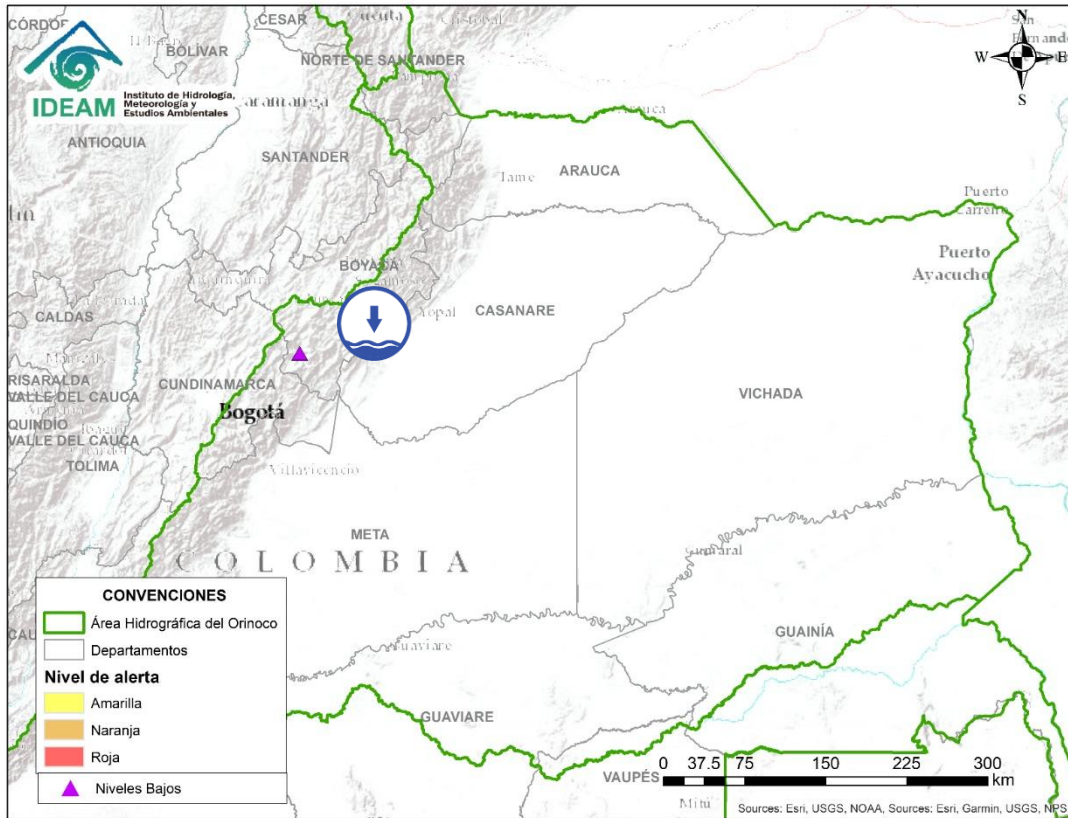 IDEAM
Instituto de Hidrología,
Meteorología y
Estudios Ambientales
N
W
E
S
CESAR
BOLÍVAR
NORTE DE SANTANDER
ANTIOQUIA
SANTANDER
ARAUCA
Arauca
Tame
Puerto
Carreño
Puerto
Ayacucho
BOYACÁ
CASANARE
CALDAS
VICHADA
RISARALDA
VALLE DEL CAUCA
CUNDINAMARCA
Bogotá
QUINDÍO
VALLE DEL CAUCA
TOLIMA
Villavicencio
META
COLOMBIA
GUAINÍA
GUAVIARE
VAUPÉS
Mitú
CONVENCIONES
Área Hidrográfica del Orinoco
Departamentos
Nivel de alerta
Amarilla
Naranja
Roja
Niveles Bajos
0 37.5 75 150 225 300
km
Sources: Esri, USGS, NOAA, Sources: Esri, Garmin, USGS, NPS